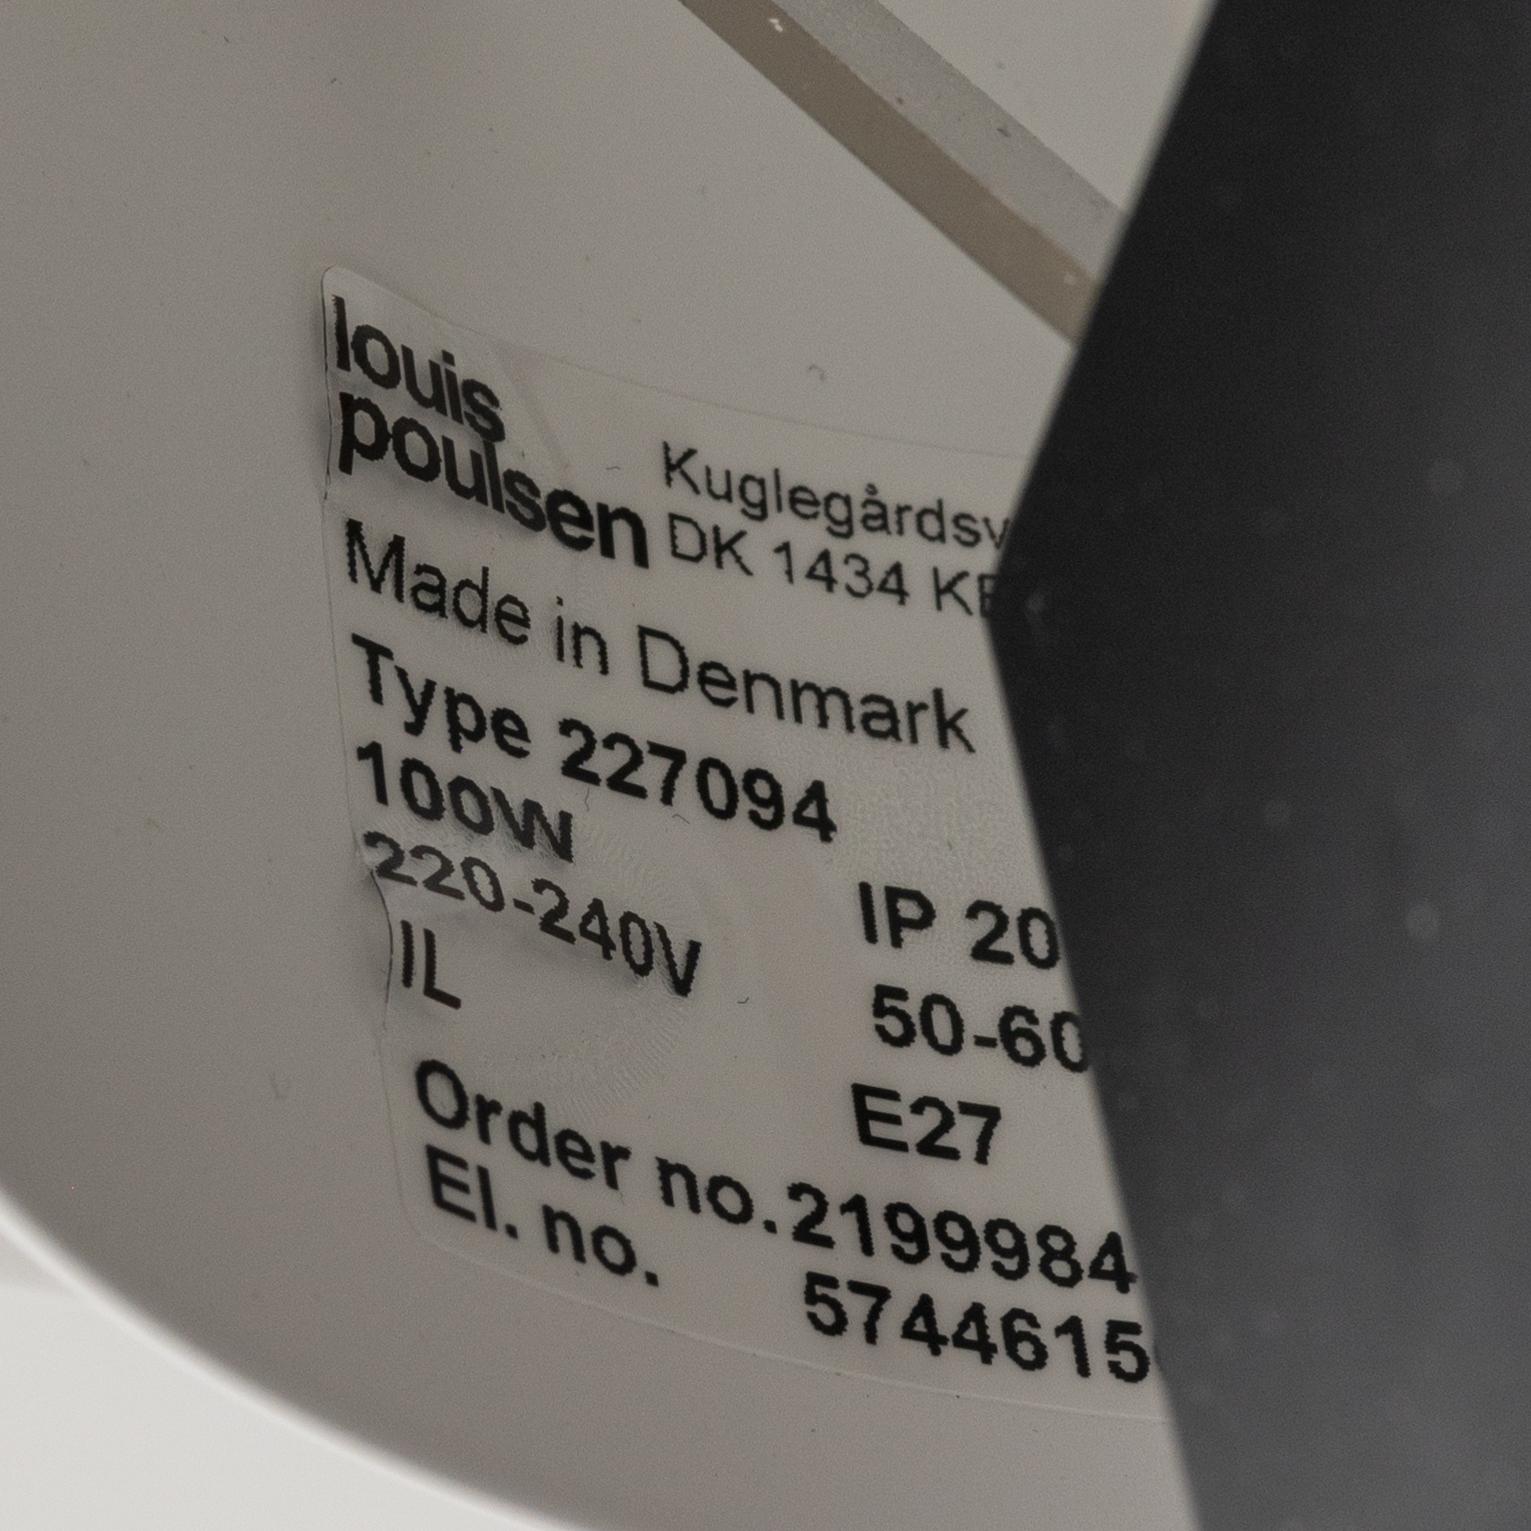 louis
poulsen
Kuglegårdsv
DK 1434 K
Made in Denmark
Type 227094
100W
220-240V
IL
IP 20
50-60
E27
Order no. 2199984
El. no. 5744615